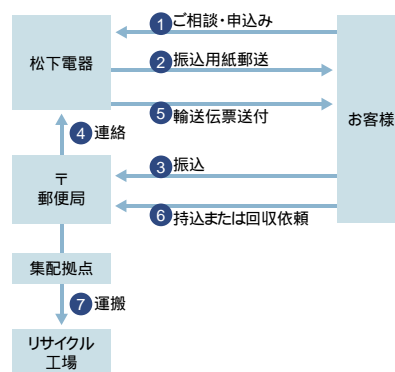 ①ご相談・申込み
松下電器
②振込用紙郵送
⑤輸送伝票送付
お客様
④連絡
③振込
〒
郵便局
⑥持込または回収依頼
集配拠点
⑦運搬
リサイクル
工場